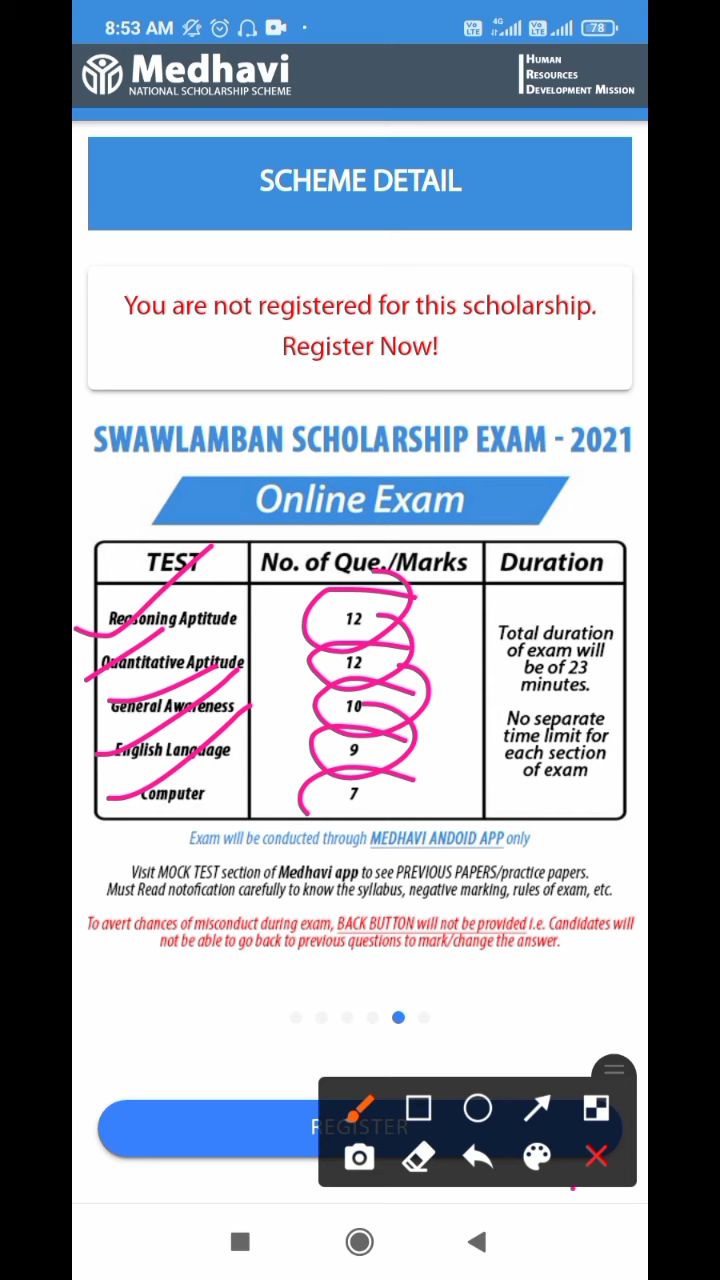 8:53 AM
4G
Vo LTE
Vo LTE
78
Medhavi
NATIONAL SCHOLARSHIP SCHEME
HUMAN
RESOURCES
DEVELOPMENT MISSION
SCHEME DETAIL
You are not registered for this scholarship.
Register Now!
SWAWLAMBAN SCHOLARSHIP EXAM - 2021
Online Exam
TEST No. of Que./Marks Duration
Reasoning Aptitude 12
Quantitative Aptitude 12
General Awareness 10
English Language 9
Computer 7
Total duration
of exam will
be of 23
minutes.
No separate
time limit for
each section
of exam
Exam will be conducted through MEDHAVI ANDOID APP only
Visit MOCK TEST section of Medhavi app to see PREVIOUS PAPERS/practice papers.
Must Read notofication carefully to know the syllabus, negative marking, rules of exam, etc.
To avert chances of misconduct during exam, BACK BUTTON will not be provided i.e. Candidates will
not be able to go back to previous questions to mark/change the answer.
REGISTER